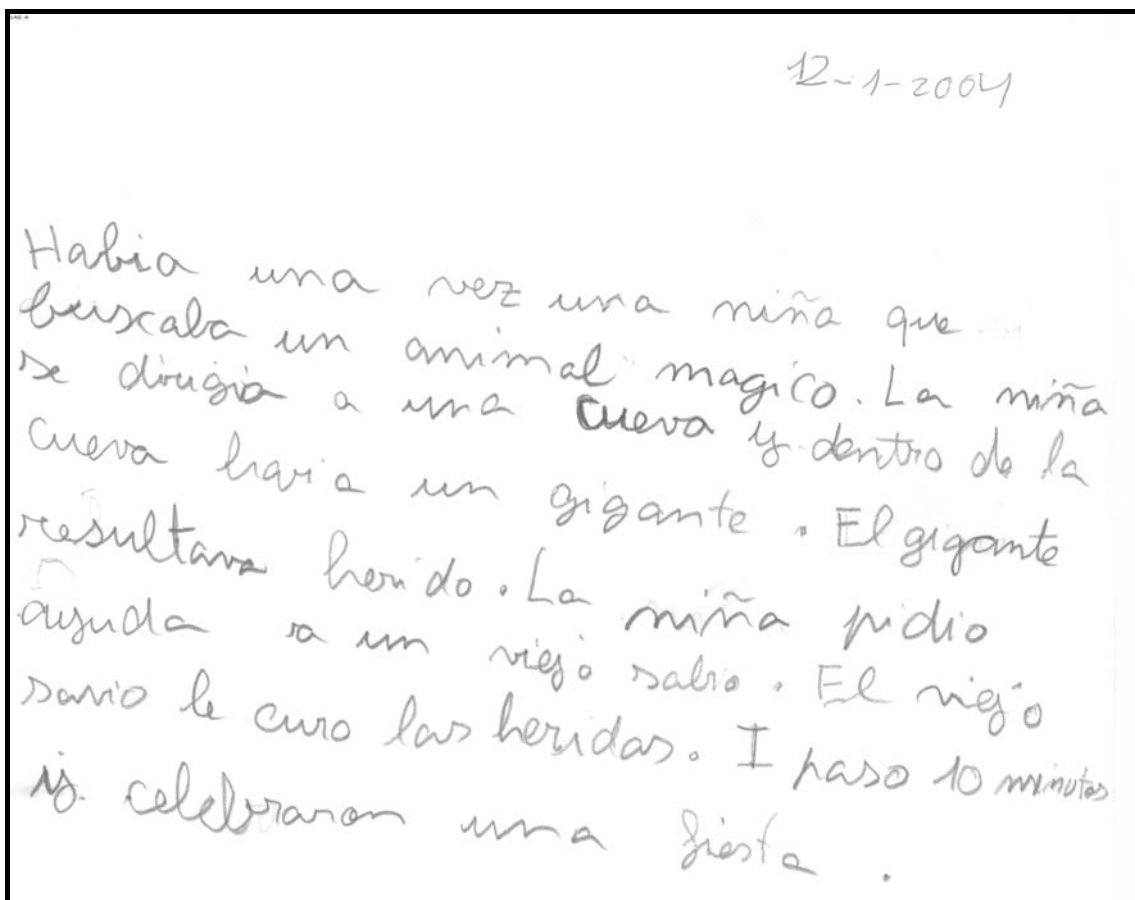 12-1-2004
Habia una vez una niña que
buscaba un animal magico. La niña
se dirigia a una cueva y dentro de la
cueva havia un gigante. El gigante
resultava herido. La niña pidio
ayuda a un viejo sabio. El viejo
savio le curo las heridas. I paso 10 minutos
y celebraron una fiesta.